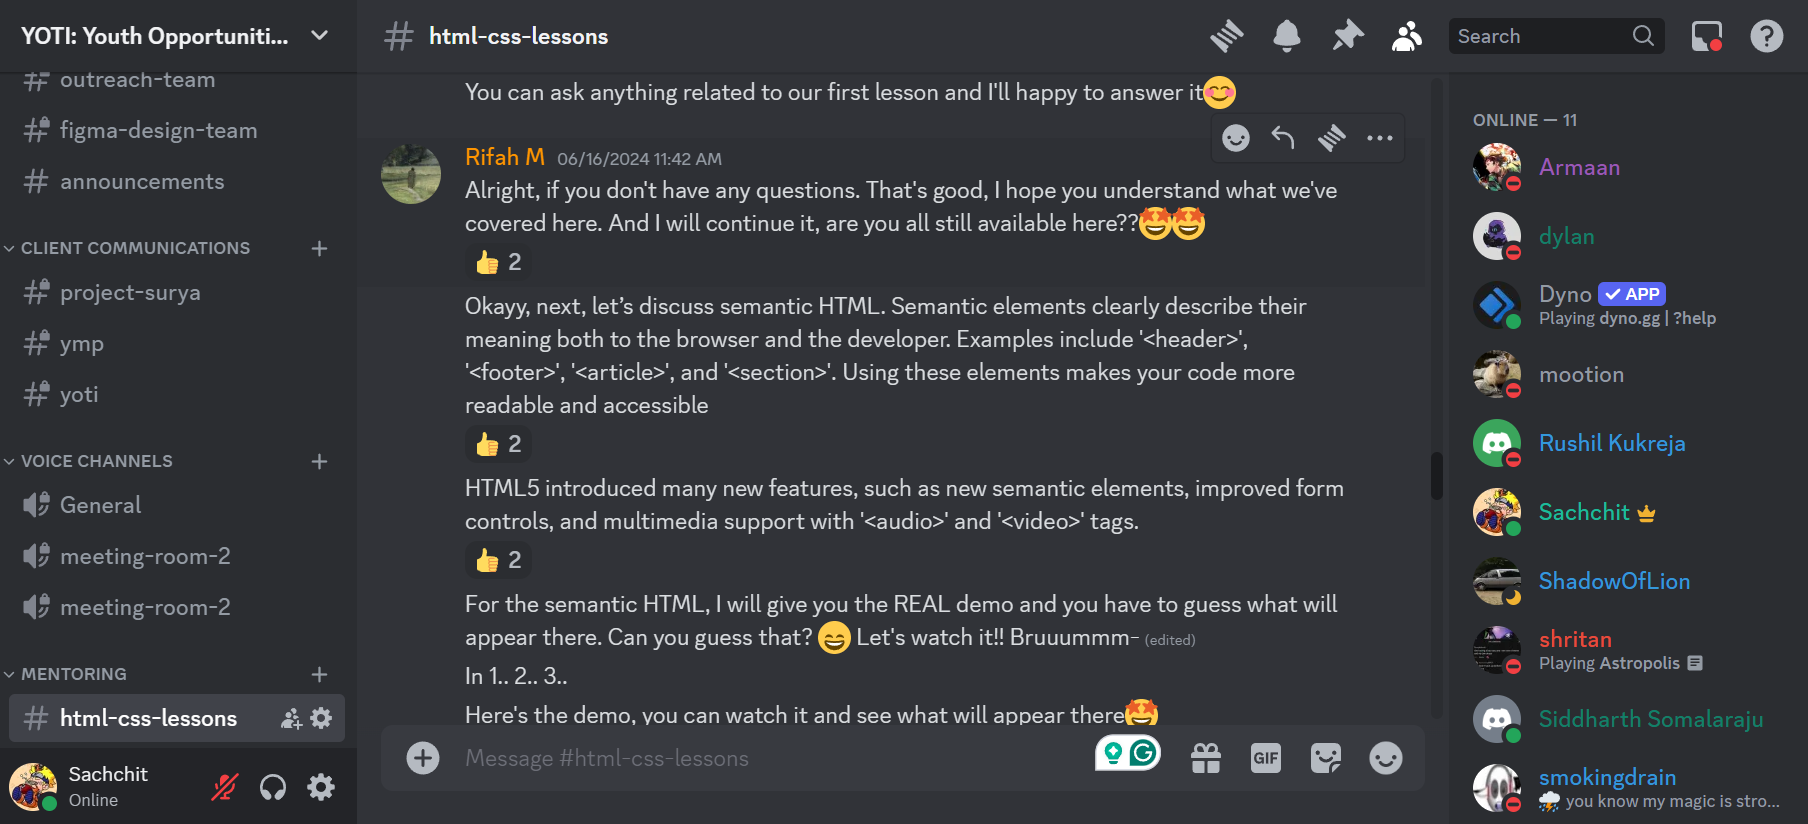 YOTI: Youth Opportuniti...
outreach-team
figma-design-team
announcements
CLIENT COMMUNICATIONS
project-surya
ymp
yoti
VOICE CHANNELS
General
meeting-room-2
meeting-room-2
MENTORING
html-css-lessons
Sachchit
Online
html-css-lessons
Search
You can ask anything related to our first lesson and I'll happy to answer it😊
Rifah M 06/16/2024 11:42 AM
Alright, if you don't have any questions. That's good, I hope you understand what we've
covered here. And I will continue it, are you all still available here??🤩🤩
👍 2
Okayy, next, let’s discuss semantic HTML. Semantic elements clearly describe their
meaning both to the browser and the developer. Examples include '<header>',
'<footer>', '<article>', and '<section>'. Using these elements makes your code more
readable and accessible
👍 2
HTML5 introduced many new features, such as new semantic elements, improved form
controls, and multimedia support with '<audio>' and '<video>' tags.
👍 2
For the semantic HTML, I will give you the REAL demo and you have to guess what will
appear there. Can you guess that? 😄 Let's watch it!! Bruuummm- (edited)
In 1.. 2.. 3..
Here's the demo, you can watch it and see what will appear there🤩
Message #html-css-lessons
GIF
ONLINE — 11
Armaan
dylan
Dyno ✓ APP
Playing dyno.gg | ?help
mootion
Rushil Kukreja
Sachchit
ShadowOfLion
shritan
Playing Astropolis
Siddharth Somalaraju
smokingdrain
⛈️ you know my magic is stro...